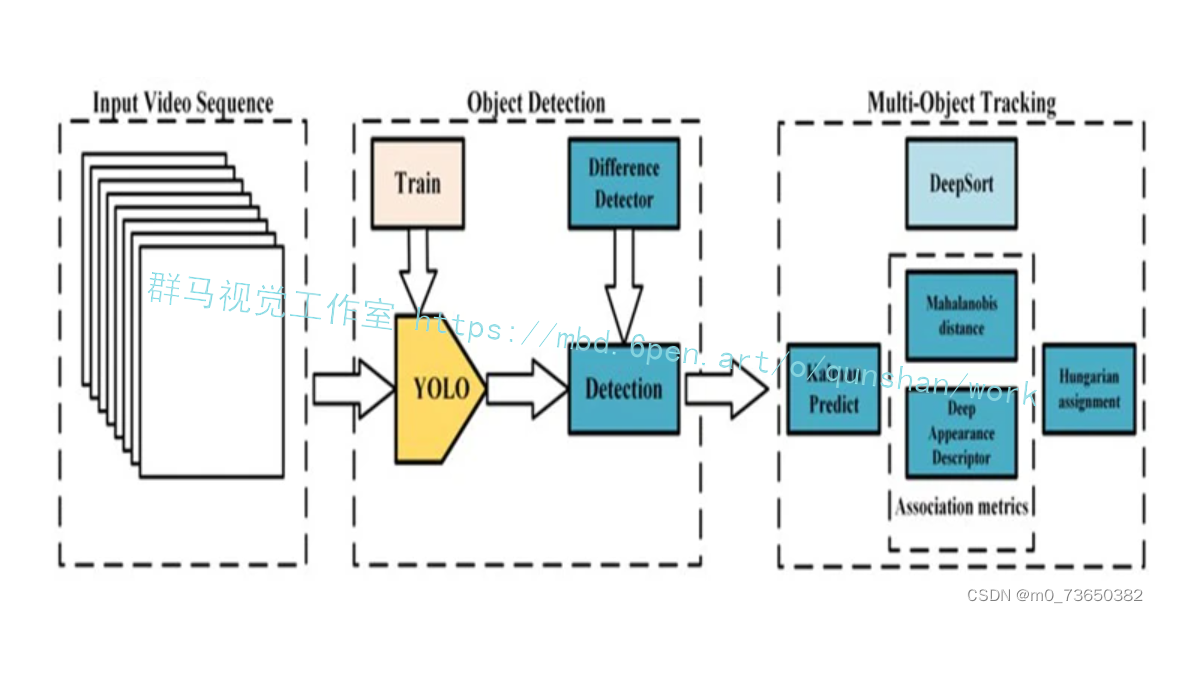 Input Video Sequence
Object Detection
Multi-Object Tracking
Train
Difference
Detector
DeepSort
YOLO
Detection
Kalman
Predict
Mahalanobis
distance
Deep
Appearance
Descriptor
Association metrics
Hungarian
assignment
群马视觉工作室 https://mbd.6pen.art/o/qunshan/work
CSDN @m0_73650382